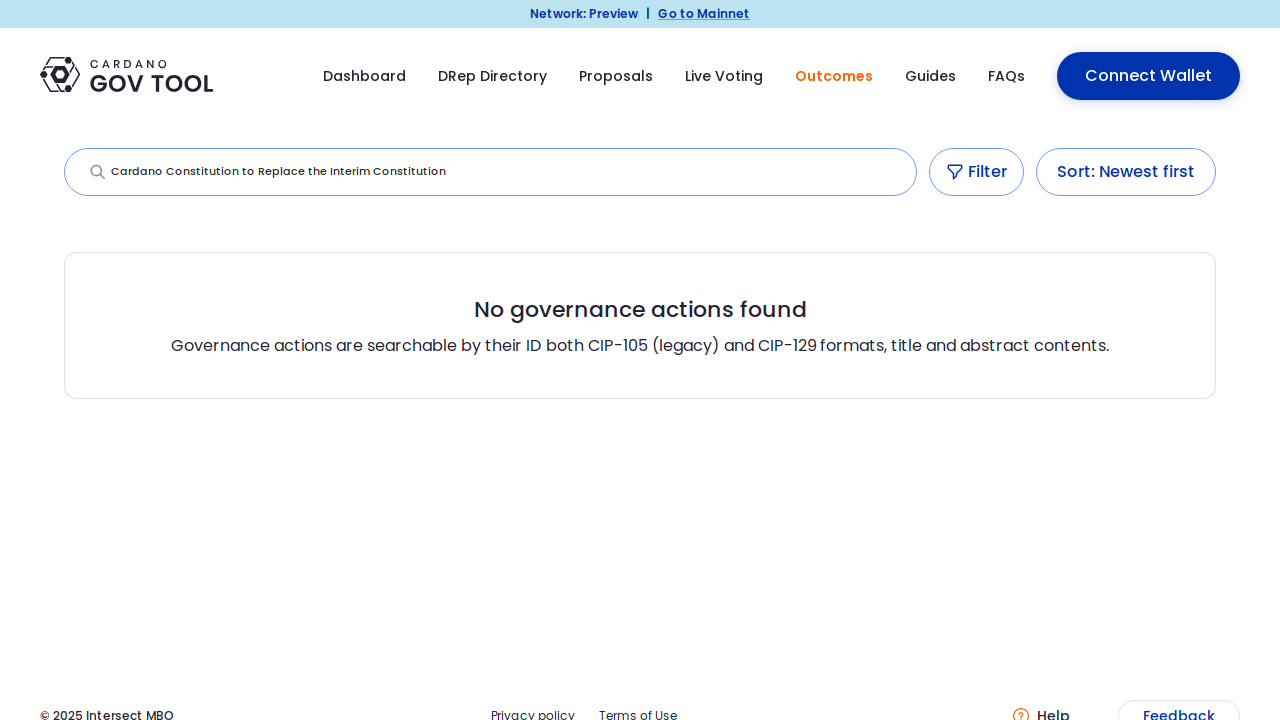 Network: Preview | Go to Mainnet
CARDANO
GOV TOOL
Dashboard DRep Directory Proposals Live Voting Outcomes Guides FAQs Connect Wallet
Cardano Constitution to Replace the Interim Constitution
Filter
Sort: Newest first
No governance actions found
Governance actions are searchable by their ID both CIP-105 (legacy) and CIP-129 formats, title and abstract contents.
© 2025 Intersect MBO
Privacy policy Terms of Use
Help
Feedback